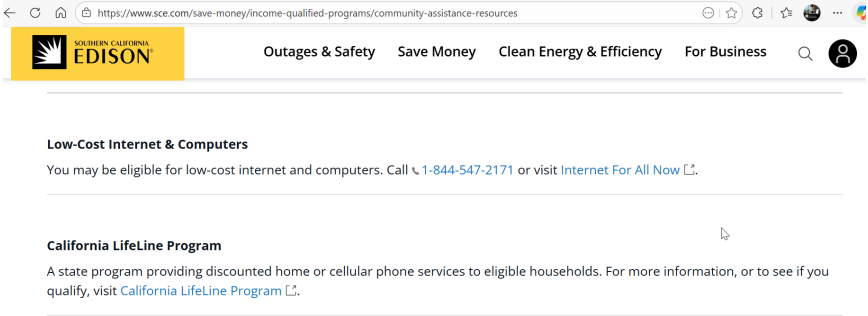 https://www.sce.com/save-money/income-qualified-programs/community-assistance-resources
SOUTHERN CALIFORNIA
EDISON®
Outages & Safety Save Money Clean Energy & Efficiency For Business
Low-Cost Internet & Computers
You may be eligible for low-cost internet and computers. Call 1-844-547-2171 or visit Internet For All Now.
California LifeLine Program
A state program providing discounted home or cellular phone services to eligible households. For more information, or to see if you
qualify, visit California LifeLine Program.